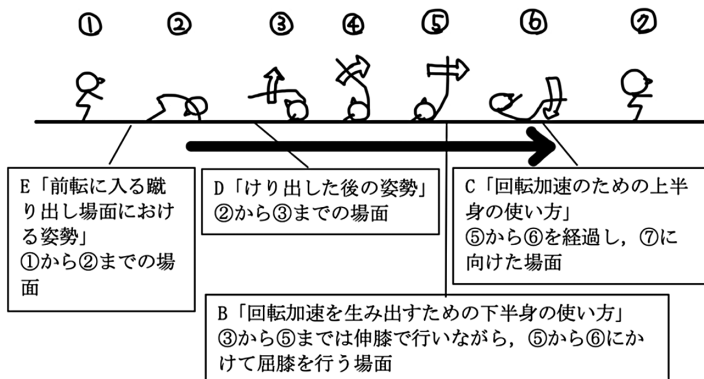 ① ② ③ ④ ⑤ ⑥ ⑦
E「前転に入る蹴
り出し場面におけ
る姿勢」
①から②までの場
面
D「けり出した後の姿勢」
②から③までの場面
C「回転加速のための上半
身の使い方」
⑤から⑥を経過し，⑦に
向けた場面
B「回転加速を生み出すための下半身の使い方」
③から⑤までは伸膝で行いながら，⑤から⑥にか
けて屈膝を行う場面